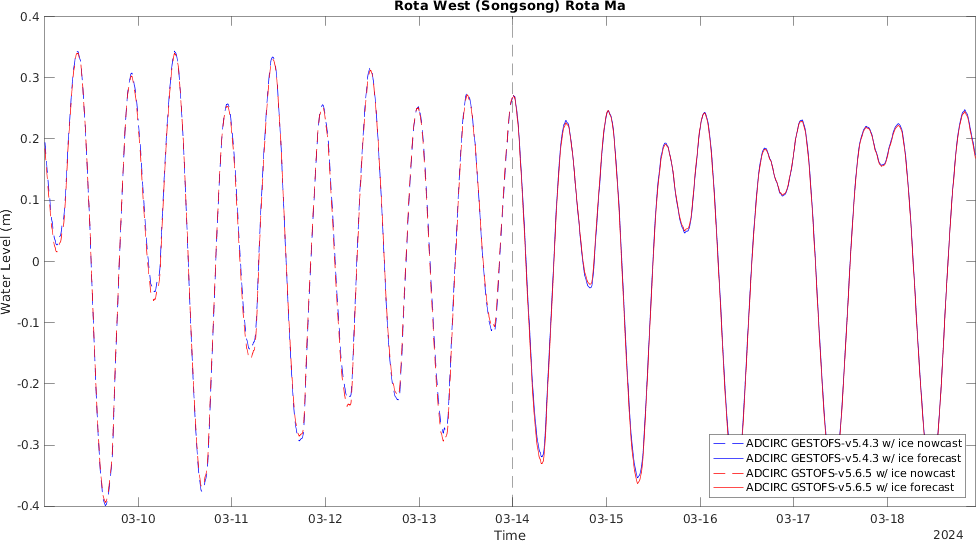 Rota West (Songsong) Rota Ma
0.4
0.3
0.2
0.1
0
-0.1
-0.2
-0.3
-0.4
Water Level (m)
03-10 03-11 03-12 03-13 03-14 03-15 03-16 03-17 03-18
Time
2024
ADCIRC GESTOFS-v5.4.3 w/ ice nowcast
ADCIRC GESTOFS-v5.4.3 w/ ice forecast
ADCIRC GSTOFS-v5.6.5 w/ ice nowcast
ADCIRC GSTOFS-v5.6.5 w/ ice forecast